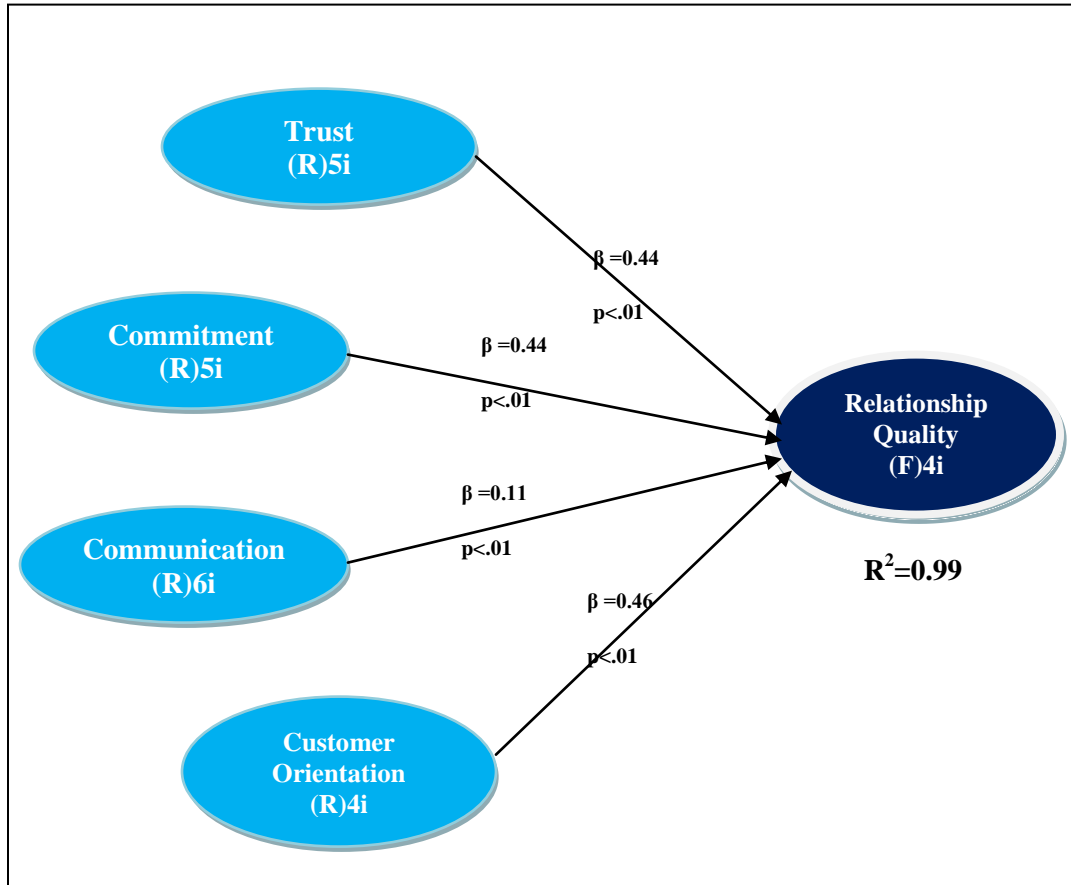 Trust
(R)5i
β =0.44
p<.01
Commitment
(R)5i
β =0.44
p<.01
Relationship
Quality
(F)4i
R²=0.99
Communication
(R)6i
β =0.11
p<.01
Customer
Orientation
(R)4i
β =0.46
p<.01